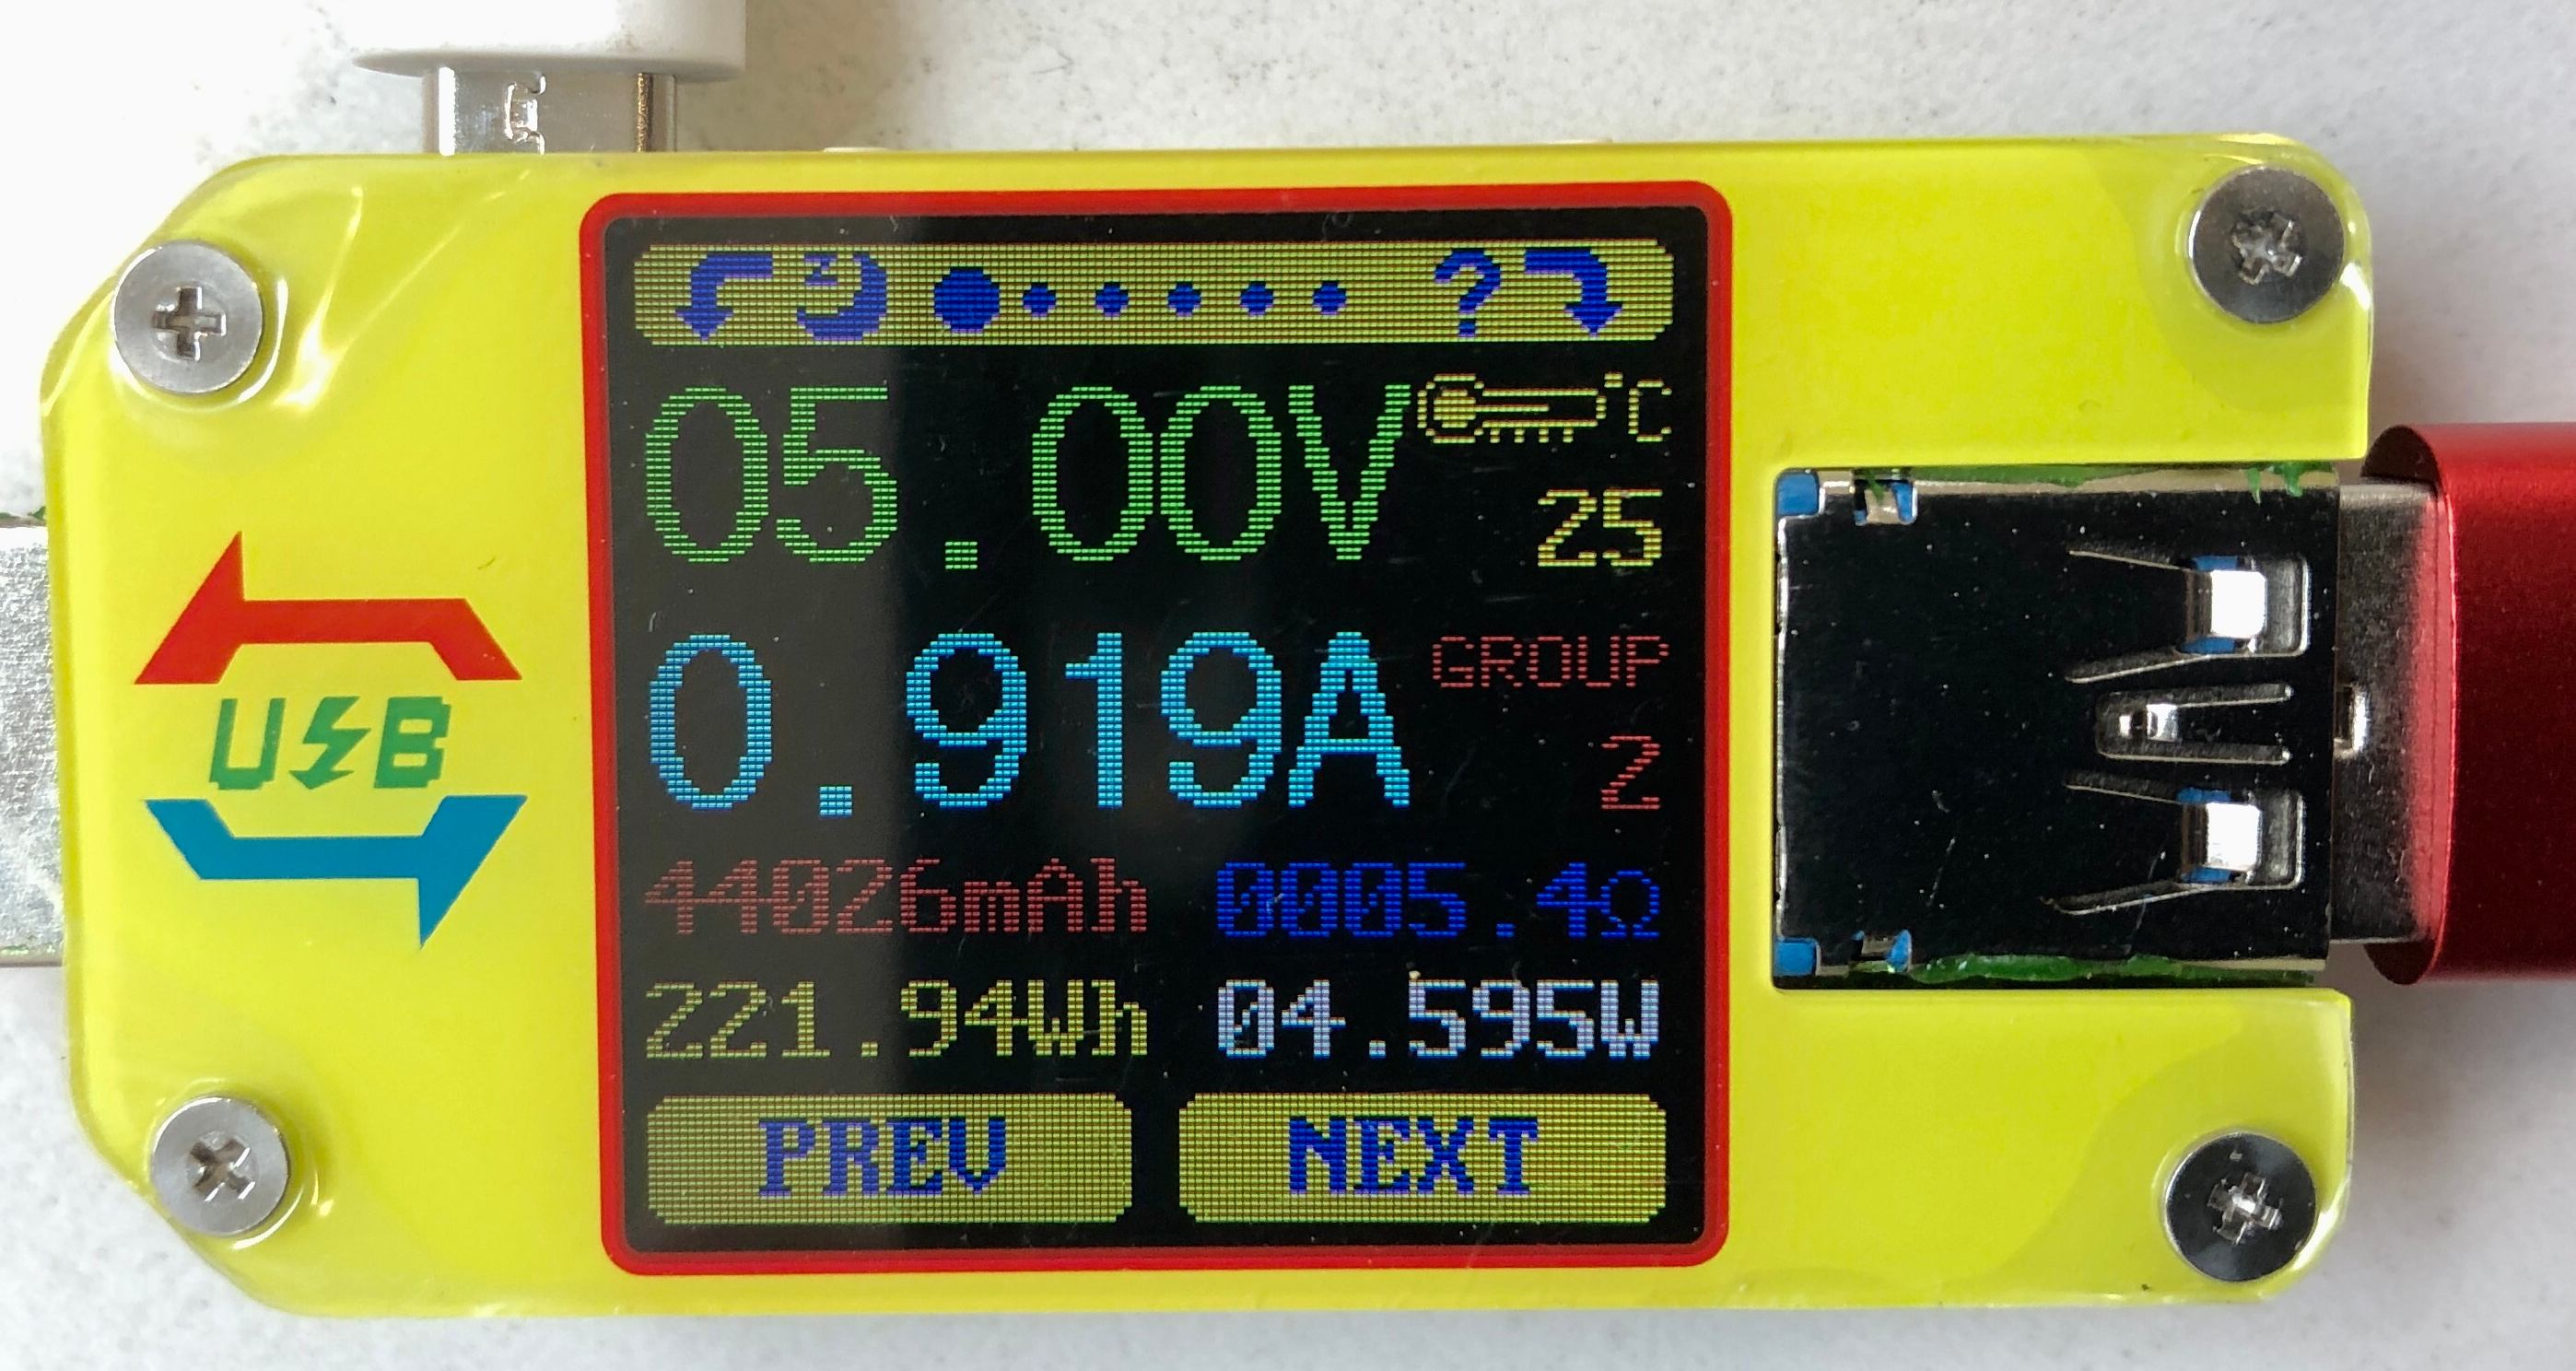 USB
?
05.00V
°C
25
0.919A
GROUP
2
44026mAh
0005.4Ω
221.94Wh
04.595W
PREV
NEXT